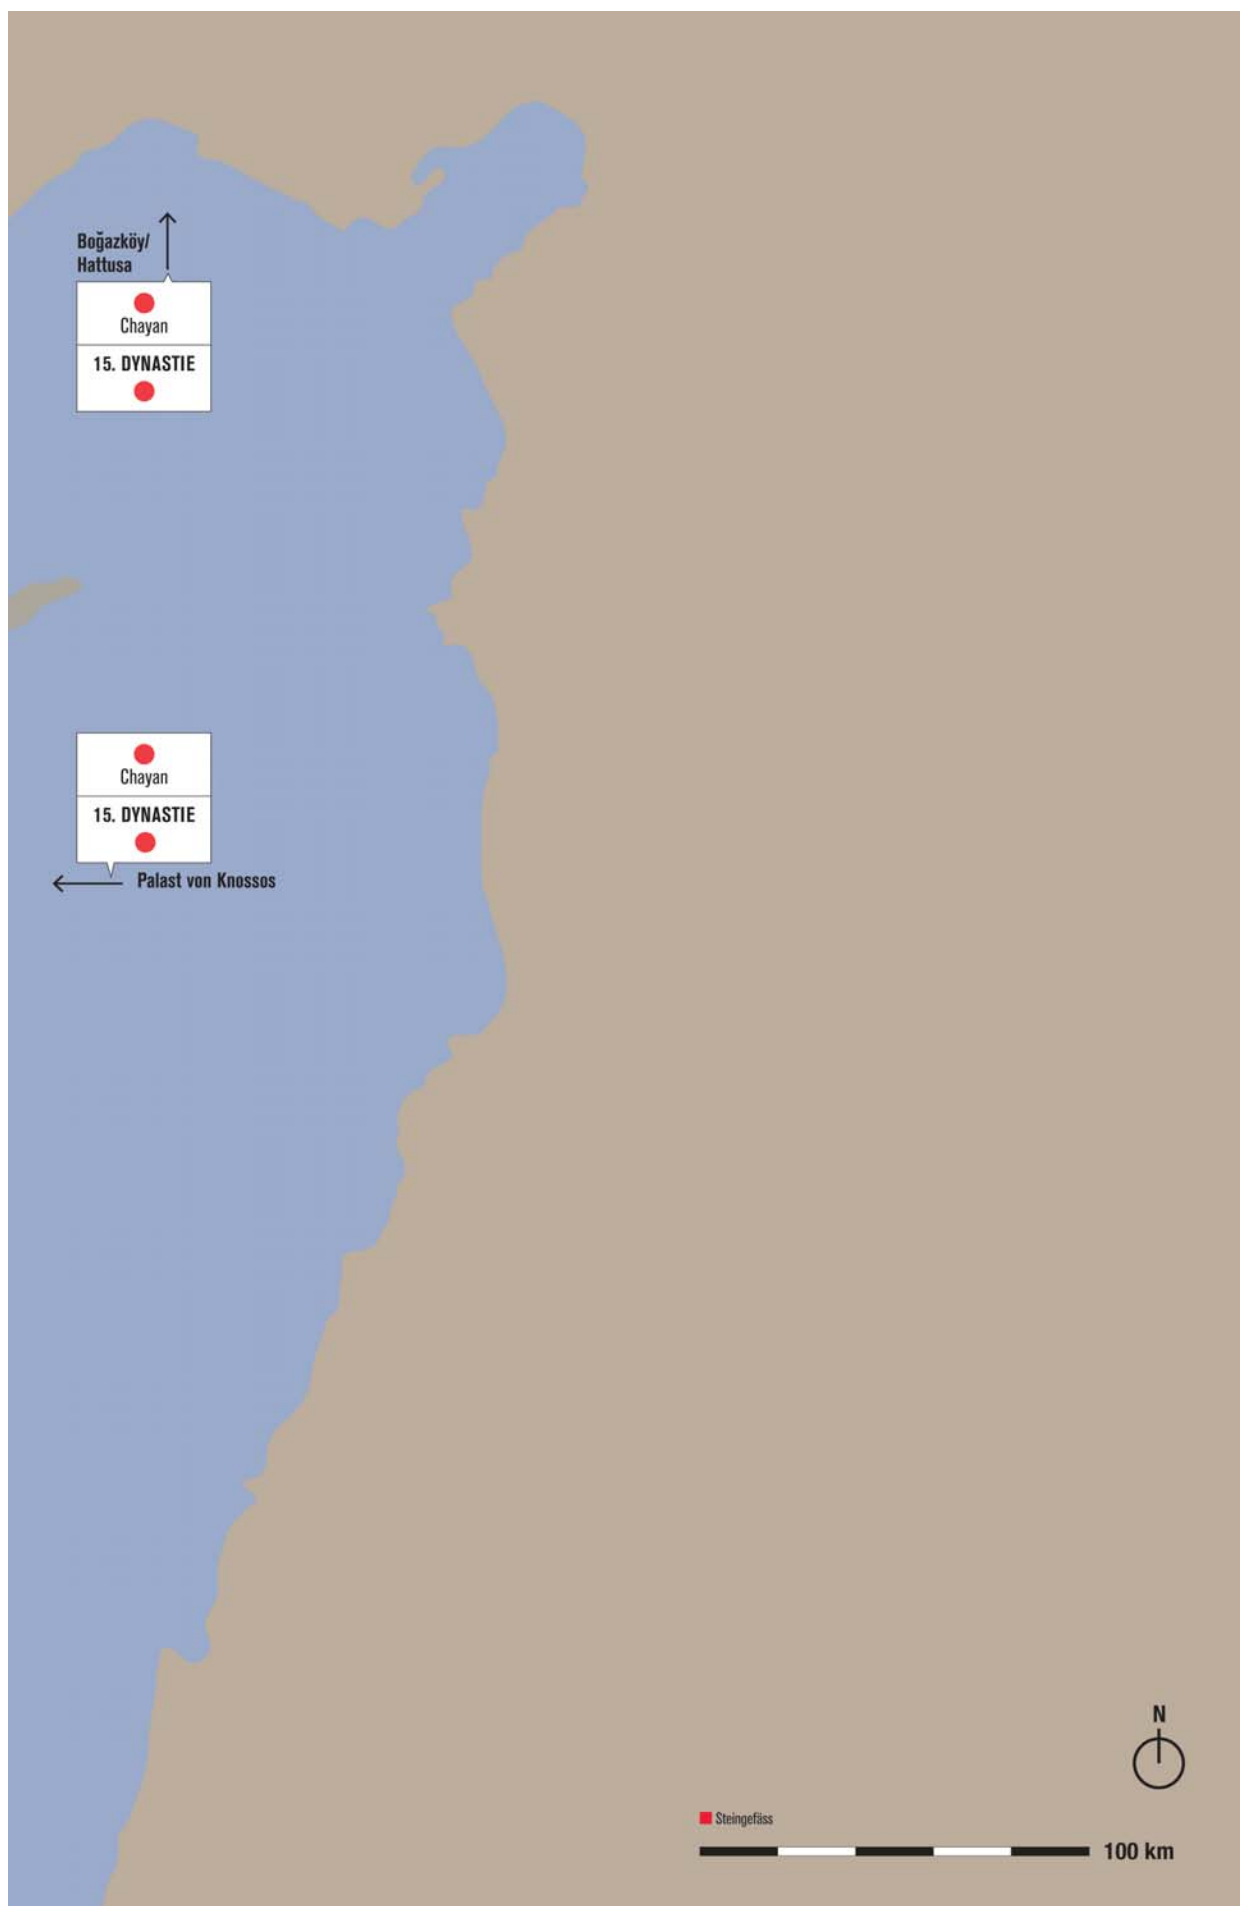 Boğazköy/
Hattusa
Chayan
15. DYNASTIE
Chayan
15. DYNASTIE
Palast von Knossos
N
Steingefäss
100 km